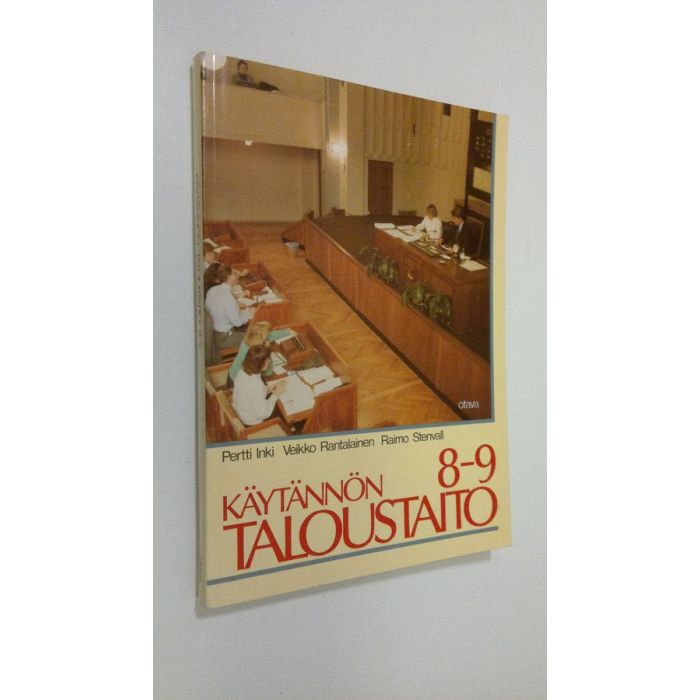 otava
Pertti Inki Veikko Rantalainen Raimo Stenvall
8-9
KÄYTÄNNÖN
TALOUSTAITO